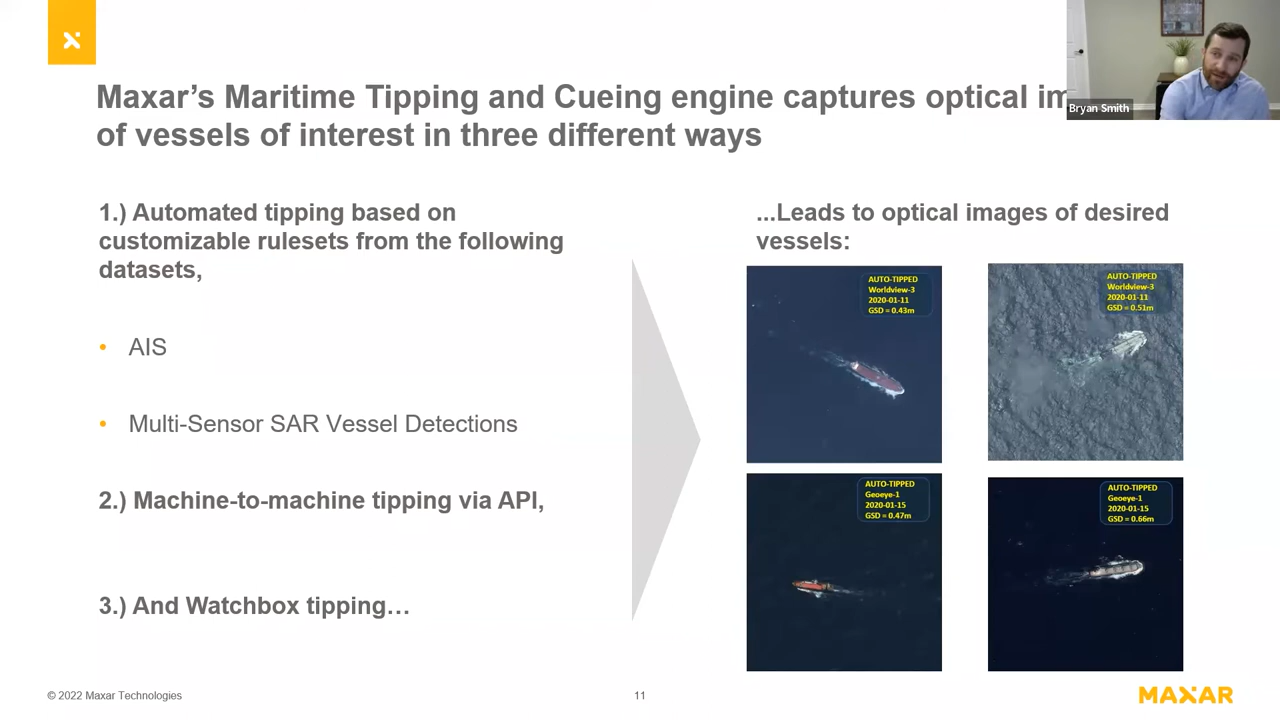 Maxar's Maritime Tipping and Cueing engine captures optical
of vessels of interest in three different ways
Bryan Smith
1.) Automated tipping based on
customizable rulesets from the following
datasets,
• AIS
• Multi-Sensor SAR Vessel Detections
2.) Machine-to-machine tipping via API,
3.) And Watchbox tipping…
...Leads to optical images of desired
vessels:
AUTO-TIPPED
Worldview-3
2020-01-11
GSD = 0.43m
AUTO-TIPPED
Worldview-3
2020-01-11
GSD = 0.51m
AUTO-TIPPED
Geoeye-1
2020-01-15
GSD = 0.47m
AUTO-TIPPED
Geoeye-1
2020-01-15
GSD = 0.66m
© 2022 Maxar Technologies
11
MAXAR